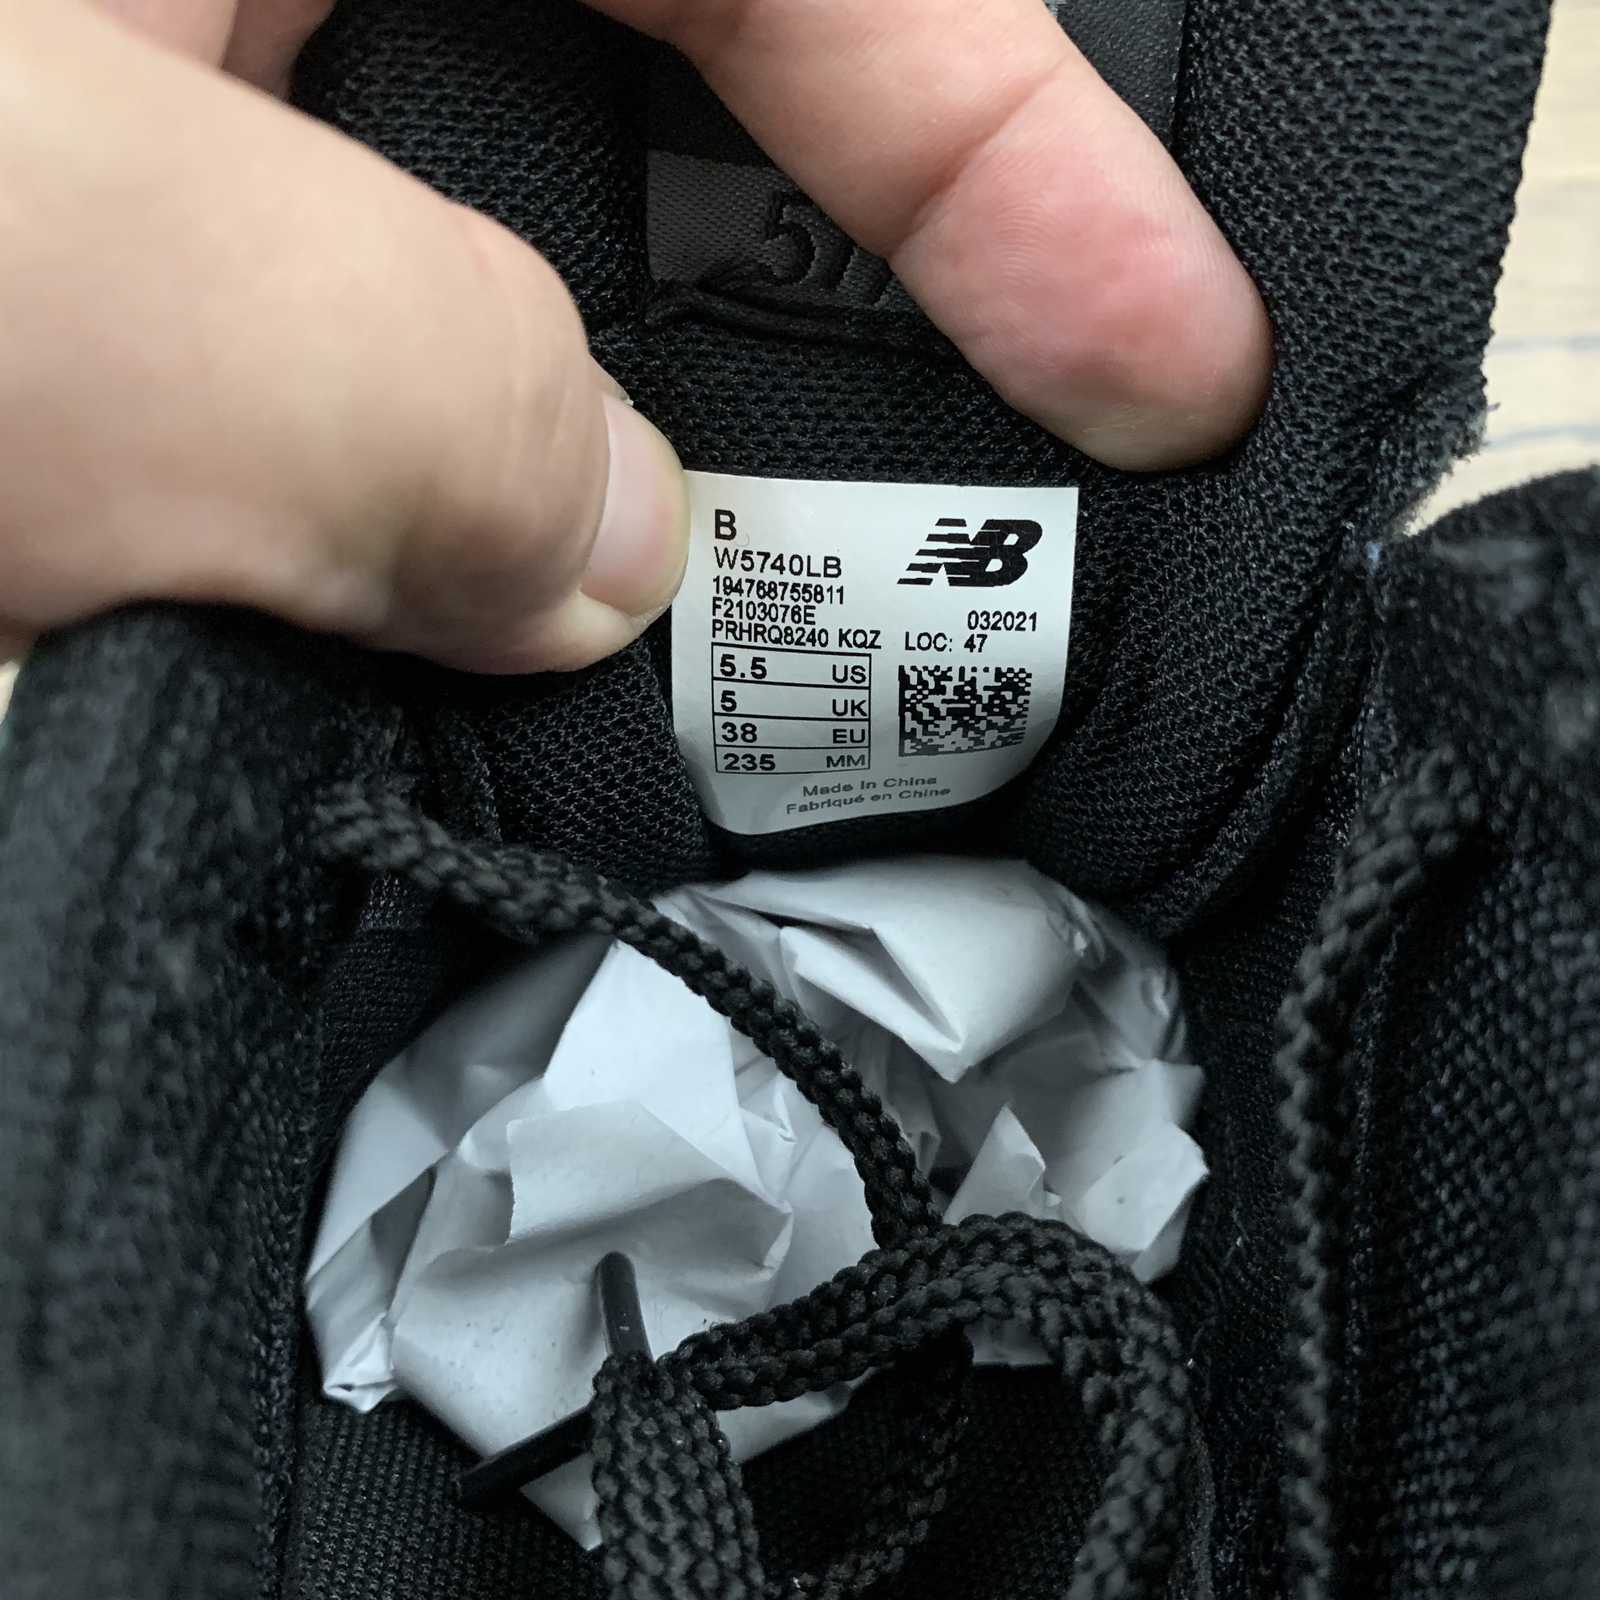 B
W5740LB
194768755811
F2103076E
032021
PRHRQ8240 KQZ LOC: 47
5.5 US
5 UK
38 EU
235 MM
Made in China
Fabriqué en Chine
NB